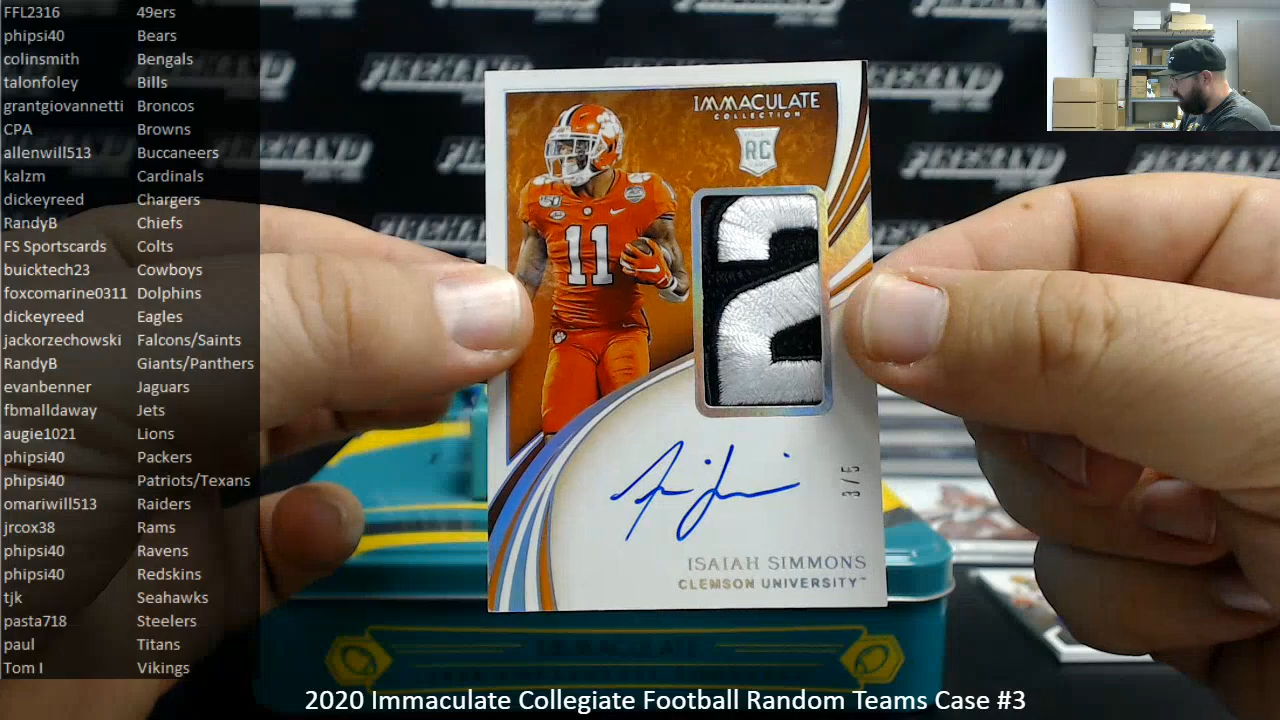 FFL2316 49ers
phipsi40 Bears
colinsmith Bengals
talonfoley Bills
grantgiovannetti Broncos
CPA Browns
allenwill513 Buccaneers
kalzm Cardinals
dickeyreed Chargers
RandyB Chiefs
FS Sportscards Colts
buicktech23 Cowboys
foxcomarine0311 Dolphins
dickeyreed Eagles
jackorzechowski Falcons/Saints
RandyB Giants/Panthers
evanbenner Jaguars
fbmalldaway Jets
augie1021 Lions
phipsi40 Packers
phipsi40 Patriots/Texans
omariwill513 Raiders
jrcox38 Rams
phipsi40 Ravens
phipsi40 Redskins
tjk Seahawks
pasta718 Steelers
paul Titans
Tom I Vikings
FIREHAND
IMMACULATE
COLLECTION
RC
11
2
3/5
ISAIAH SIMMONS
CLEMSON UNIVERSITY™
IMMACULATE
2020 Immaculate Collegiate Football Random Teams Case #3